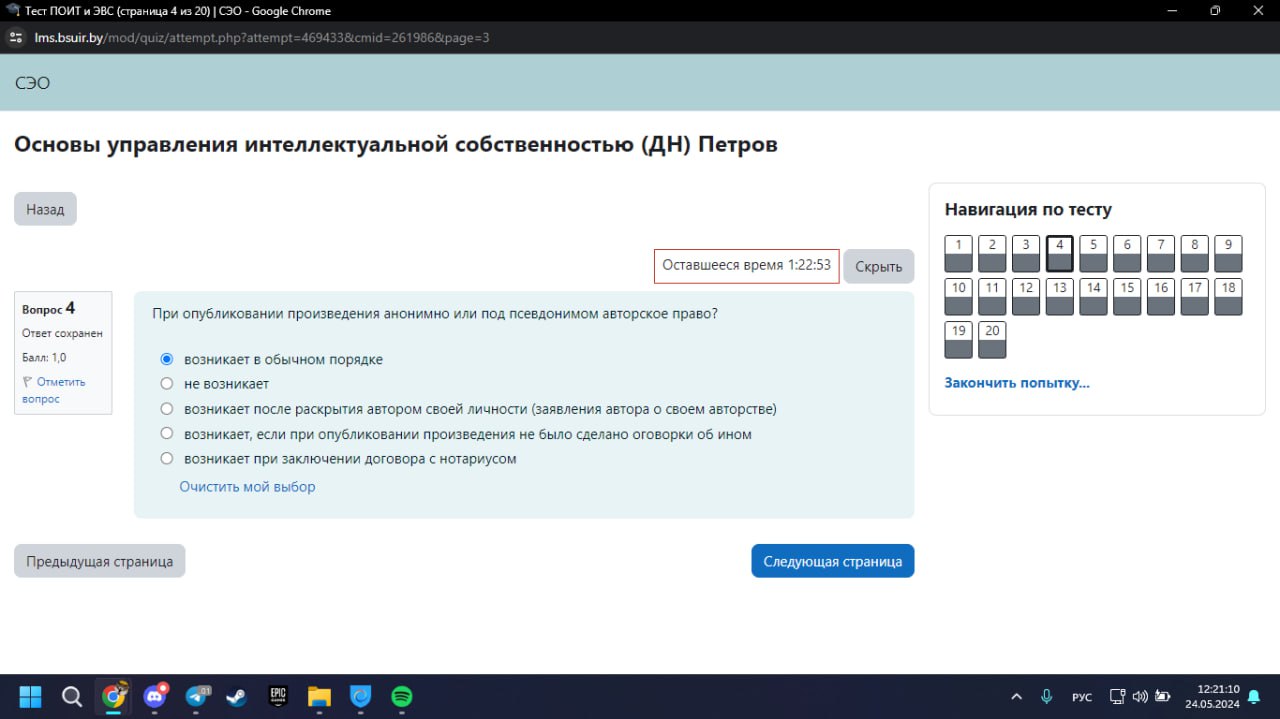 Тест ПОИТ и ЭВС (страница 4 из 20) | СЭО - Google Chrome
lms.bsuir.by/mod/quiz/attempt.php?attempt=469433&cmid=261986&page=3
СЭО
Основы управления интеллектуальной собственностью (ДН) Петров
Назад
Оставшееся время 1:22:53
Скрыть
Вопрос 4
Ответ сохранен
Балл: 1,0
Отметить
вопрос
При опубликовании произведения анонимно или под псевдонимом авторское право?
возникает в обычном порядке
не возникает
возникает после раскрытия автором своей личности (заявления автора о своем авторстве)
возникает, если при опубликовании произведения не было сделано оговорки об ином
возникает при заключении договора с нотариусом
Очистить мой выбор
Предыдущая страница
Следующая страница
Навигация по тесту
1 2 3 4 5 6 7 8 9
10 11 12 13 14 15 16 17 18
19 20
Закончить попытку...
EPIC
GAMES
РУС
12:21:10
24.05.2024